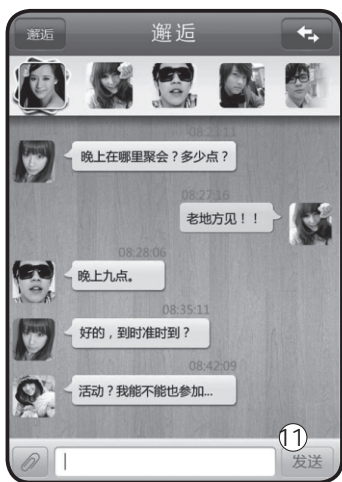 邂逅
邂逅
08:23:11
晚上在哪里聚会？多少点？
08:27:16
老地方见！！
08:28:06
晚上九点。
08:35:11
好的，到时准时到？
08:42:09
活动？我能不能也参加...
11
发送